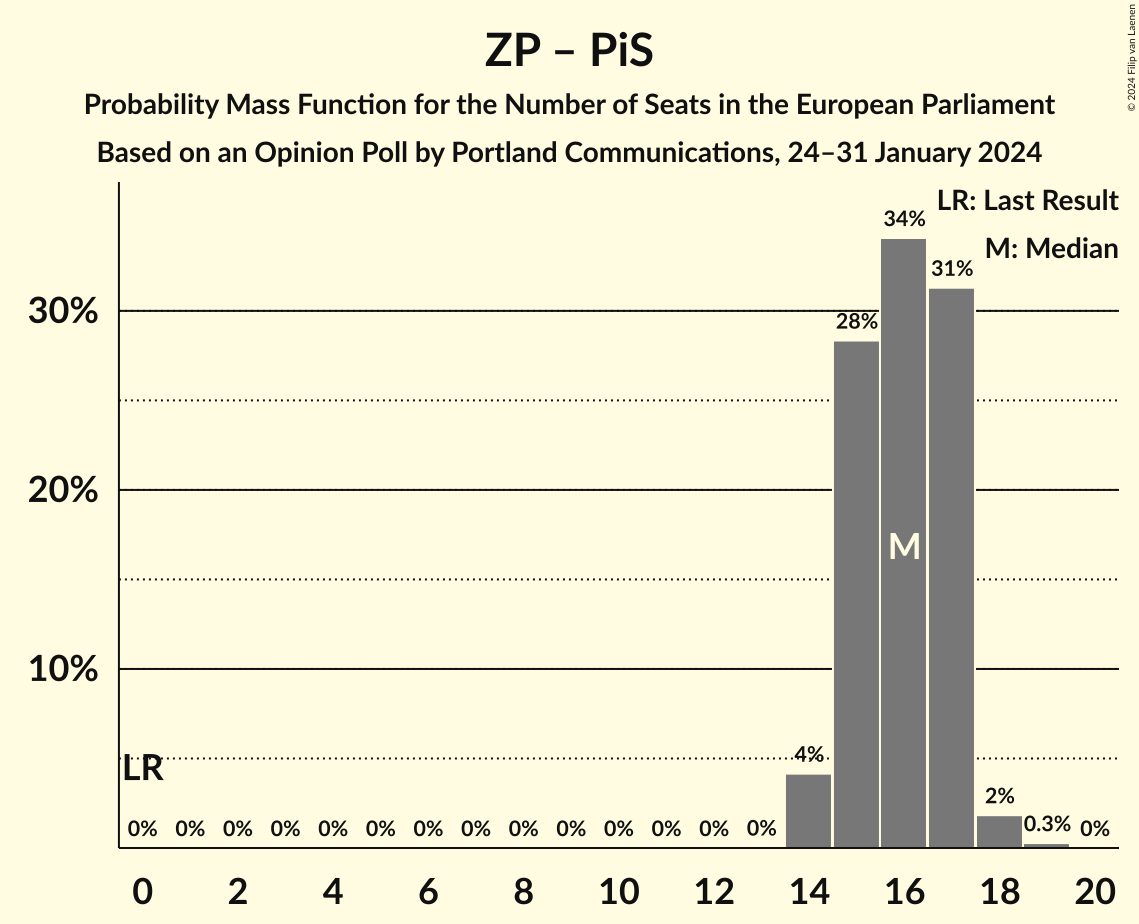 ZP – PiS
Probability Mass Function for the Number of Seats in the European Parliament
Based on an Opinion Poll by Portland Communications, 24–31 January 2024
© 2024 Filip van Laenen
LR: Last Result
M: Median
34%
31%
30%
28%
20%
M
10%
LR
4%
2%
0% 0% 0% 0% 0% 0% 0% 0% 0% 0% 0% 0% 0% 0% 0.3% 0%
0 2 4 6 8 10 12 14 16 18 20